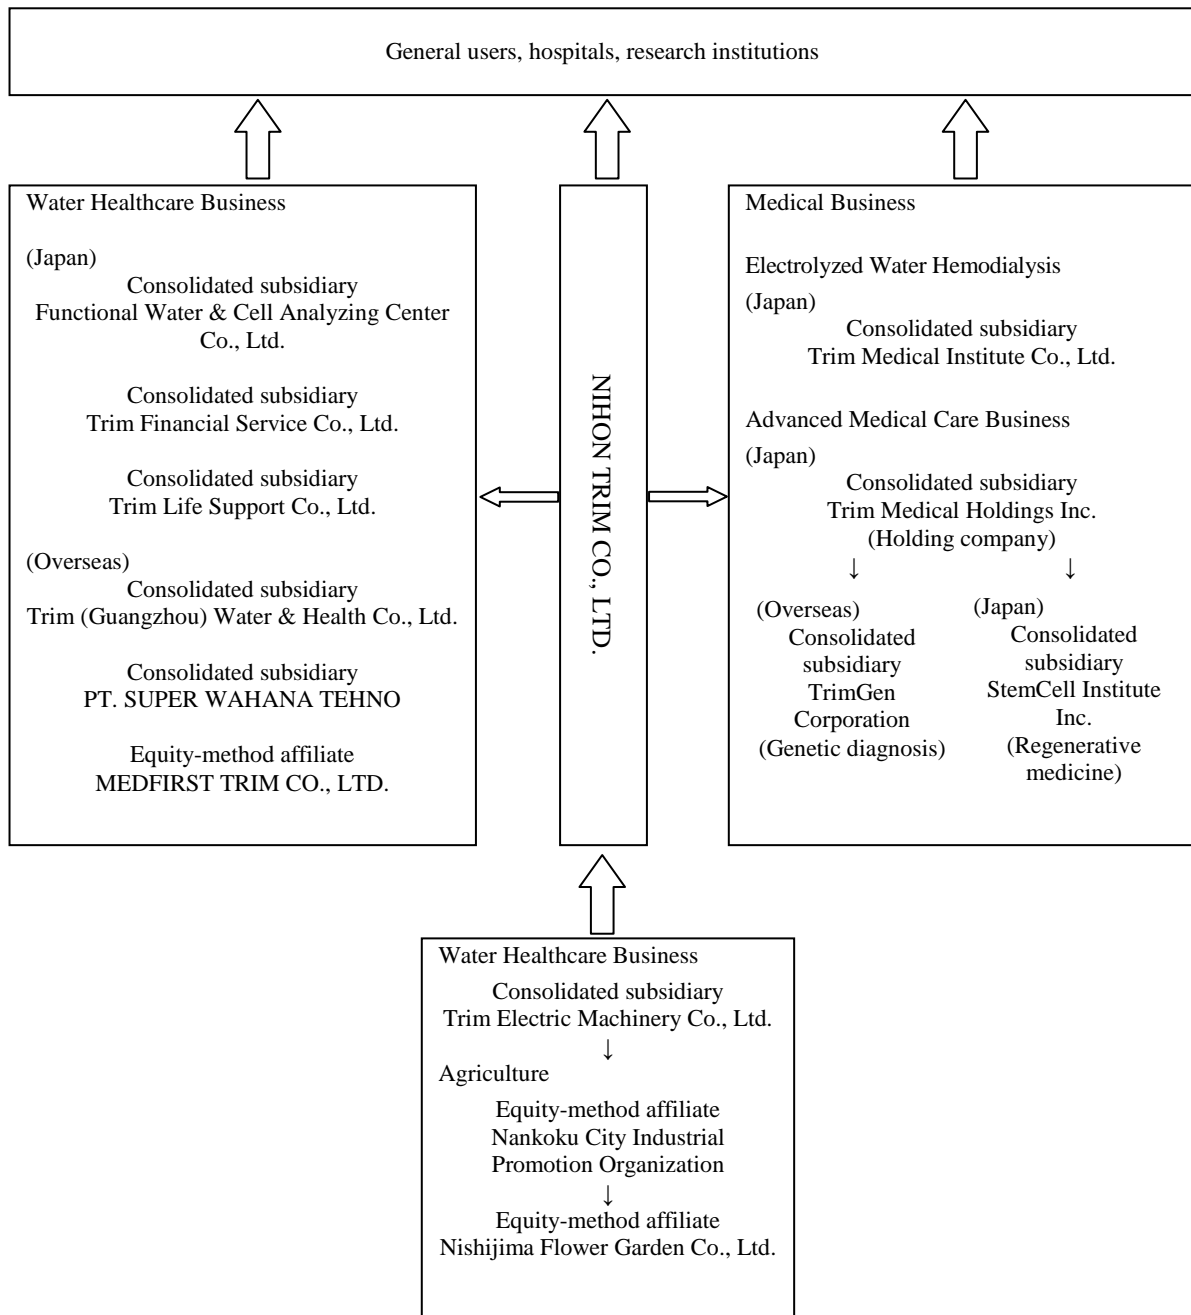 General users, hospitals, research institutions
Water Healthcare Business
(Japan)
Consolidated subsidiary
Functional Water & Cell Analyzing Center
Co., Ltd.
Consolidated subsidiary
Trim Financial Service Co., Ltd.
Consolidated subsidiary
Trim Life Support Co., Ltd.
(Overseas)
Consolidated subsidiary
Trim (Guangzhou) Water & Health Co., Ltd.
Consolidated subsidiary
PT. SUPER WAHANA TEHNO
Equity-method affiliate
MEDFIRST TRIM CO., LTD.
NIHON TRIM CO., LTD.
Medical Business
Electrolyzed Water Hemodialysis
(Japan)
Consolidated subsidiary
Trim Medical Institute Co., Ltd.
Advanced Medical Care Business
(Japan)
Consolidated subsidiary
Trim Medical Holdings Inc.
(Holding company)
↓ ↓
(Overseas)
Consolidated
subsidiary
TrimGen
Corporation
(Genetic diagnosis)
(Japan)
Consolidated
subsidiary
StemCell Institute
Inc.
(Regenerative
medicine)
Water Healthcare Business
Consolidated subsidiary
Trim Electric Machinery Co., Ltd.
↓
Agriculture
Equity-method affiliate
Nankoku City Industrial
Promotion Organization
↓
Equity-method affiliate
Nishijima Flower Garden Co., Ltd.